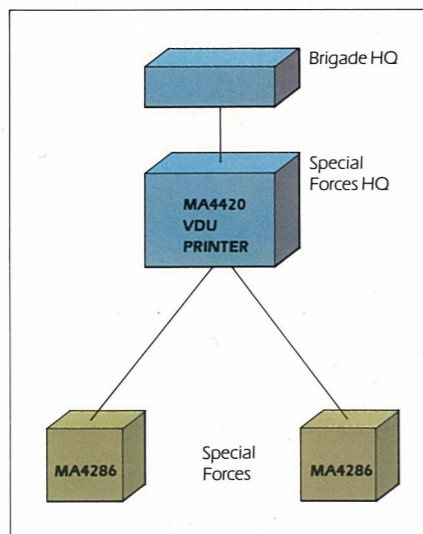 Brigade HQ
Special
Forces HQ
MA4420
VDU
PRINTER
Special
Forces
MA4286
MA4286